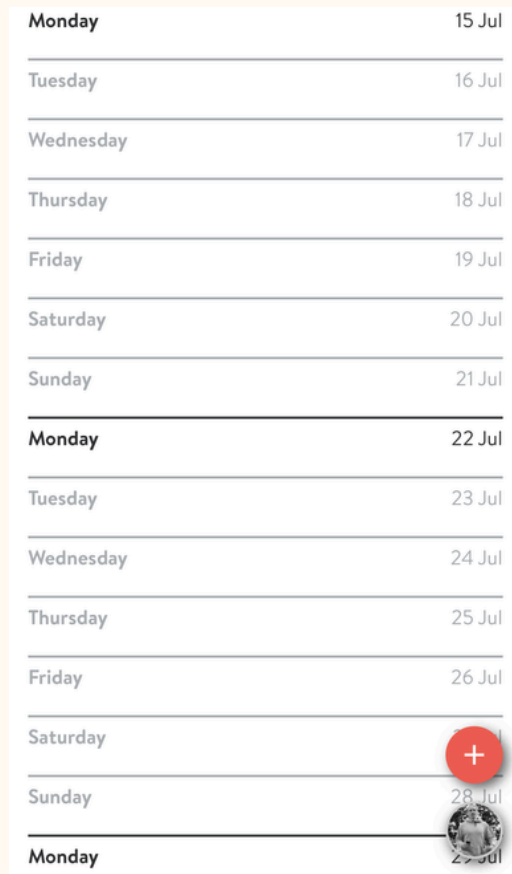 Monday 15 Jul
Tuesday 16 Jul
Wednesday 17 Jul
Thursday 18 Jul
Friday 19 Jul
Saturday 20 Jul
Sunday 21 Jul
Monday 22 Jul
Tuesday 23 Jul
Wednesday 24 Jul
Thursday 25 Jul
Friday 26 Jul
Saturday
Sunday 28 Jul
Monday 29 Jul